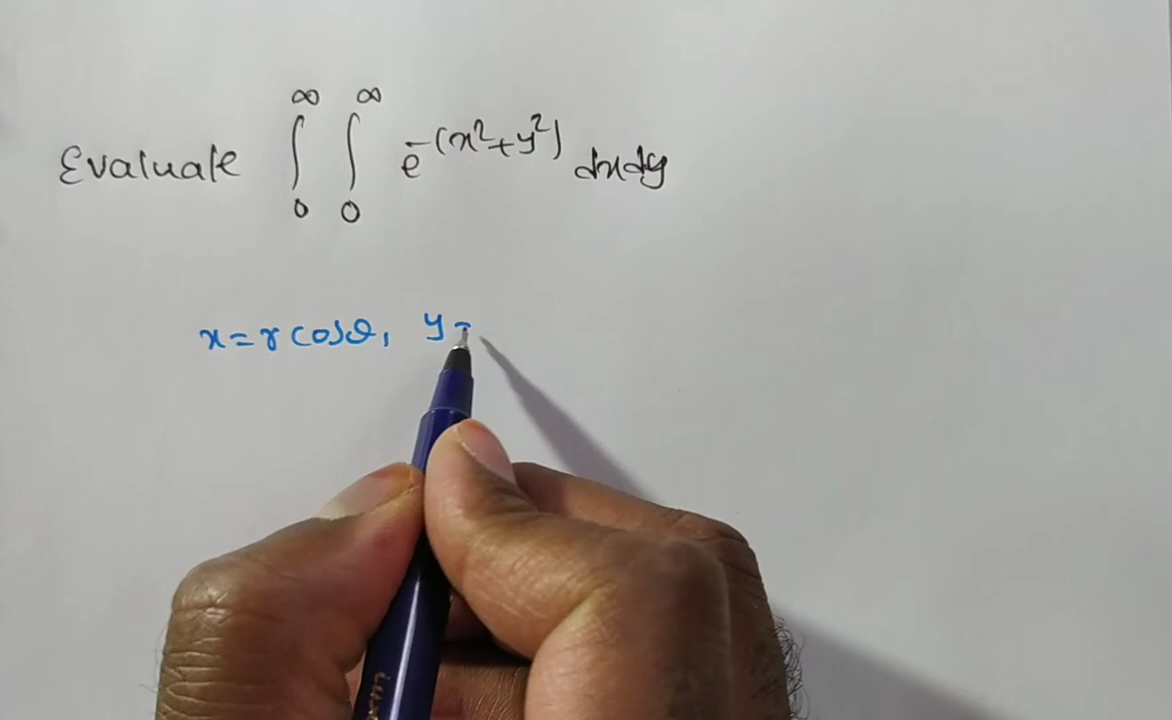 Evaluate ∫₀^∞ ∫₀^∞ e^-(x²+y²) dxdy
x=r cosθ, y=